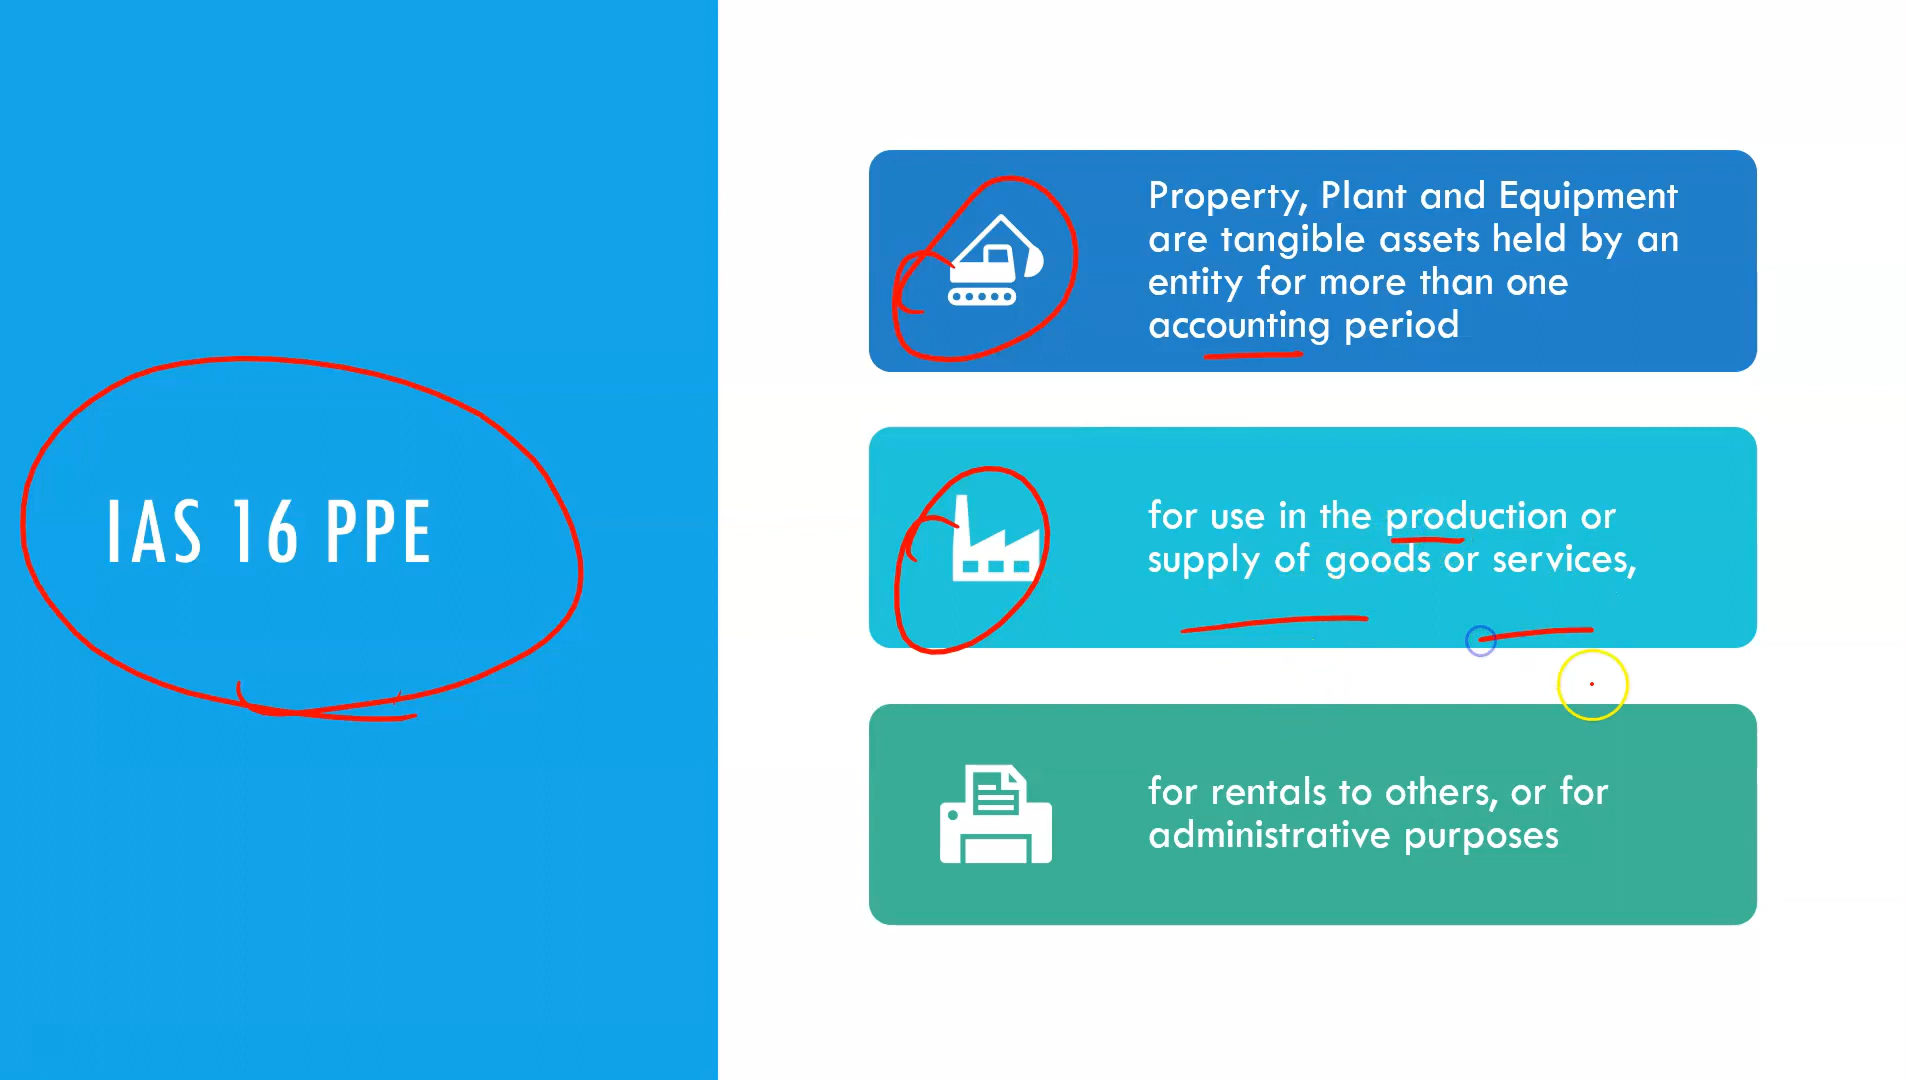 IAS 16 PPE
Property, Plant and Equipment
are tangible assets held by an
entity for more than one
accounting period
for use in the production or
supply of goods or services,
for rentals to others, or for
administrative purposes